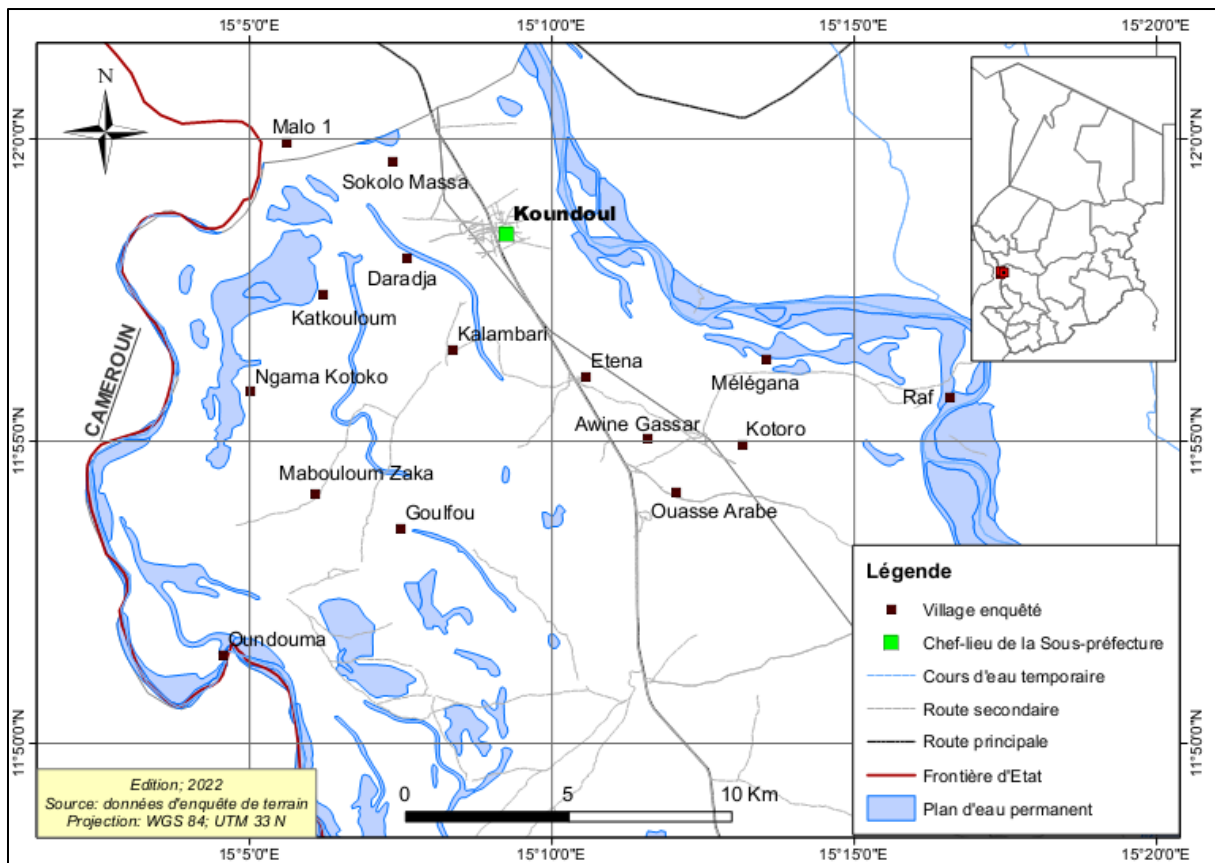 15°5'0"E
15°10'0"E
15°15'0"E
15°20'0"E
N
12°0'0"N
12°0'0"N
Malo 1
Sokolo Massa
Koundoul
Daradja
Katkouloum
CAMEROUN
Kalambari
Etena
Mélégana
Ngama Kotoko
Raf
Awine Gassar
Kotoro
11°55'0"N
11°55'0"N
Mabouloum Zaka
Goulfou
Ouasse Arabe
Oundouma
Légende
Village enquêté
Chef-lieu de la Sous-préfecture
Cours d'eau temporaire
Route secondaire
Route principale
Frontière d'Etat
Plan d'eau permanent
11°50'0"N
11°50'0"N
Edition; 2022
Source: données d'enquête de terrain
Projection: WGS 84; UTM 33 N
0 5 10 Km
15°5'0"E
15°10'0"E
15°15'0"E
15°20'0"E